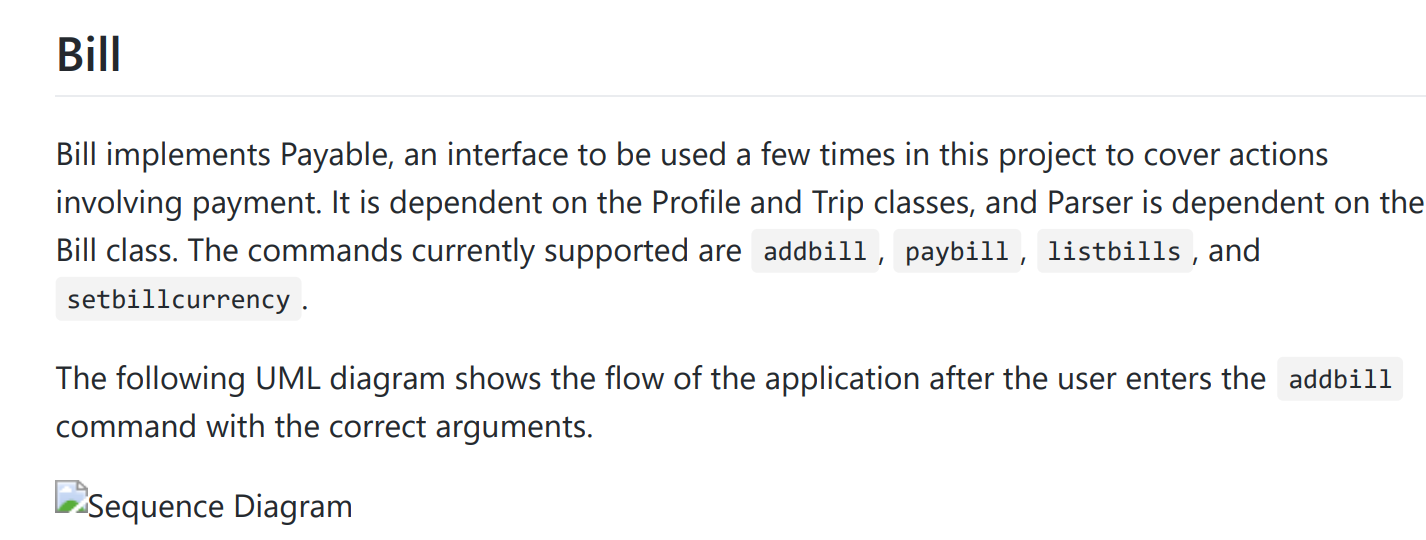 Bill
Bill implements Payable, an interface to be used a few times in this project to cover actions
involving payment. It is dependent on the Profile and Trip classes, and Parser is dependent on the
Bill class. The commands currently supported are addbill, paybill, listbills, and
setbillcurrency.
The following UML diagram shows the flow of the application after the user enters the addbill
command with the correct arguments.
Sequence Diagram